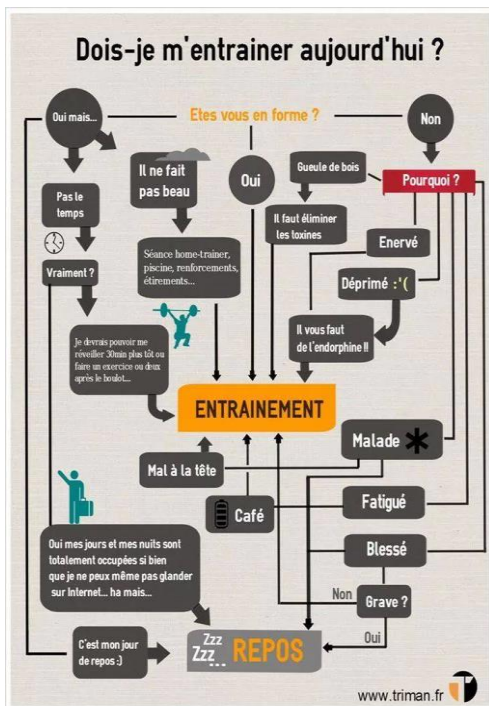 Dois-je m'entrainer aujourd'hui ?
Oui mais...
Etes vous en forme ?
Non
Il ne fait
pas beau
Oui
Gueule de bois
Pourquoi ?
Pas le
temps
Il faut éliminer
les toxines
Enervé
Vraiment ?
Séance home-trainer,
piscine, renforcements,
étirements...
Déprimé :'(
Je devrais pouvoir me
réveiller 30min plus tôt ou
faire un exercice ou deux
après le boulot...
Il vous faut
de l'endorphine !!
ENTRAINEMENT
Malade
Mal à la tête
Fatigué
Café
Blessé
Oui mes jours et mes nuits sont
totalement occupées si bien
que je ne peux même pas glander
sur Internet... ha mais...
Non
Grave ?
Oui
C'est mon jour
de repos :)
Zzz
Zzz...
REPOS
www.triman.fr